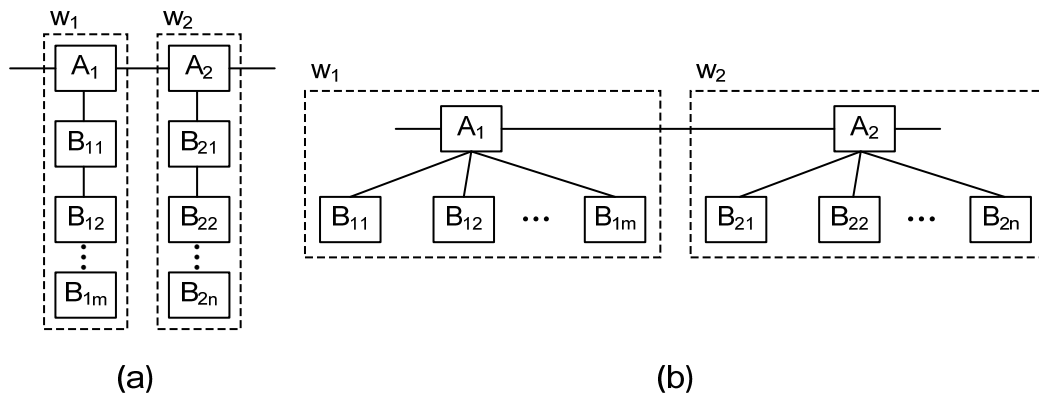 w₁ w₂
A₁ A₂
B₁₁ B₂₁
B₁₂ B₂₂
B₁ₘ B₂ₙ
(a)
w₁ w₂
A₁ A₂
B₁₁ B₁₂ ... B₁ₘ B₂₁ B₂₂ ... B₂ₙ
(b)